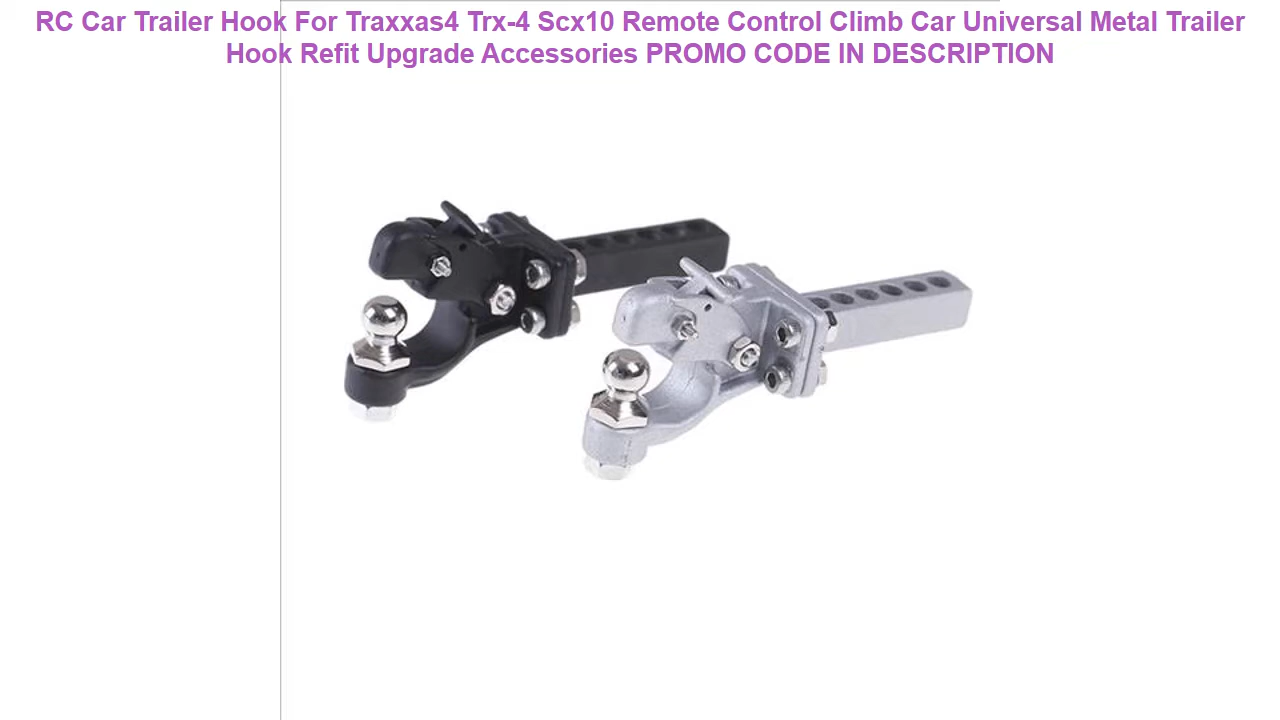 RC Car Trailer Hook For Traxxas4 Trx-4 Scx10 Remote Control Climb Car Universal Metal Trailer
Hook Refit Upgrade Accessories PROMO CODE IN DESCRIPTION